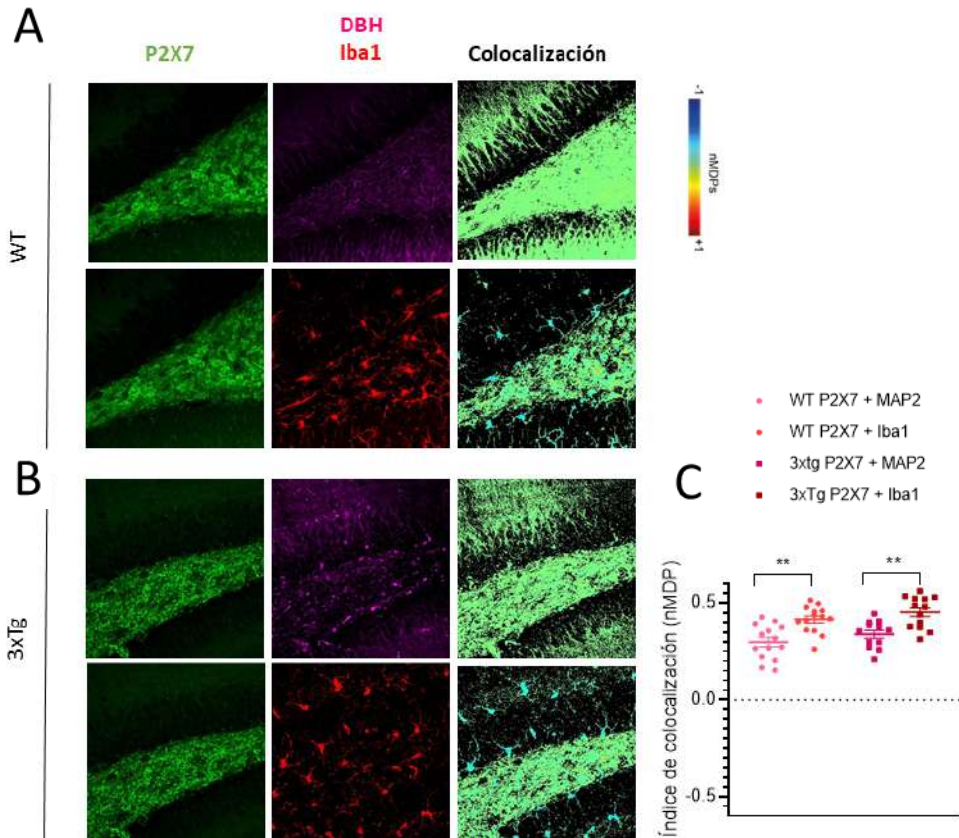 A
P2X7
DBH
Iba1
Colocalización
WT
-1
nMDPs
+1
B
3xTg
WT P2X7 + MAP2
WT P2X7 + Iba1
3xtg P2X7 + MAP2
3xTg P2X7 + Iba1
C
**
**
Índice de colocalización (nMDP)
0.5
0.0
-0.5